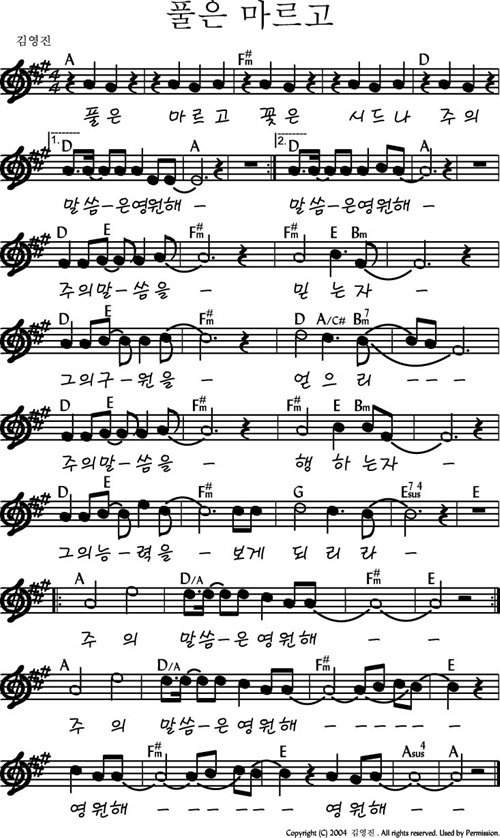 풀은 마르고
김영진
A F#m D
4 4
풀은 마르고 꽃은 시드나 주의
1. D A 2. D A
말씀-은영원해- 말씀-은영원해-
D E F#m F#m E Bm
주의말-씀을- 믿는자-
D E F#m D A/C# Bm7
그의구-원을- 얻으리---
D E F#m F#m E Bm
주의말-씀을- 행하는자-
D E F#m G E7sus4 E
그의능-력을-보게 되리라-
A D/A F#m E
주의 말씀-은영원해---
A D/A F#m E
주의 말씀-은영원해------
F#m E Asus4 A
영원해------영원해-
Copyright (C) 2004 김영진 . All rights reserved. Used by Permission.